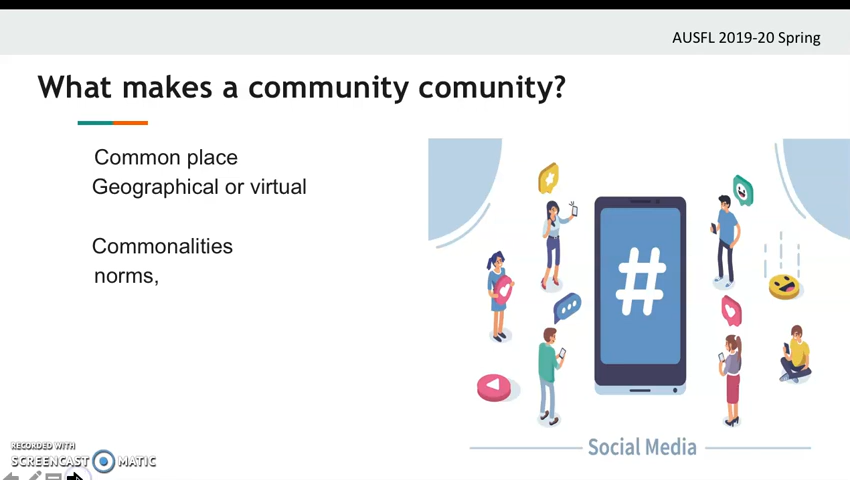 AUSFL 2019-20 Spring
What makes a community comunity?
Common place
Geographical or virtual
Commonalities
norms,
#
Social Media
RECORDED WITH
SCREENCAST MATIC